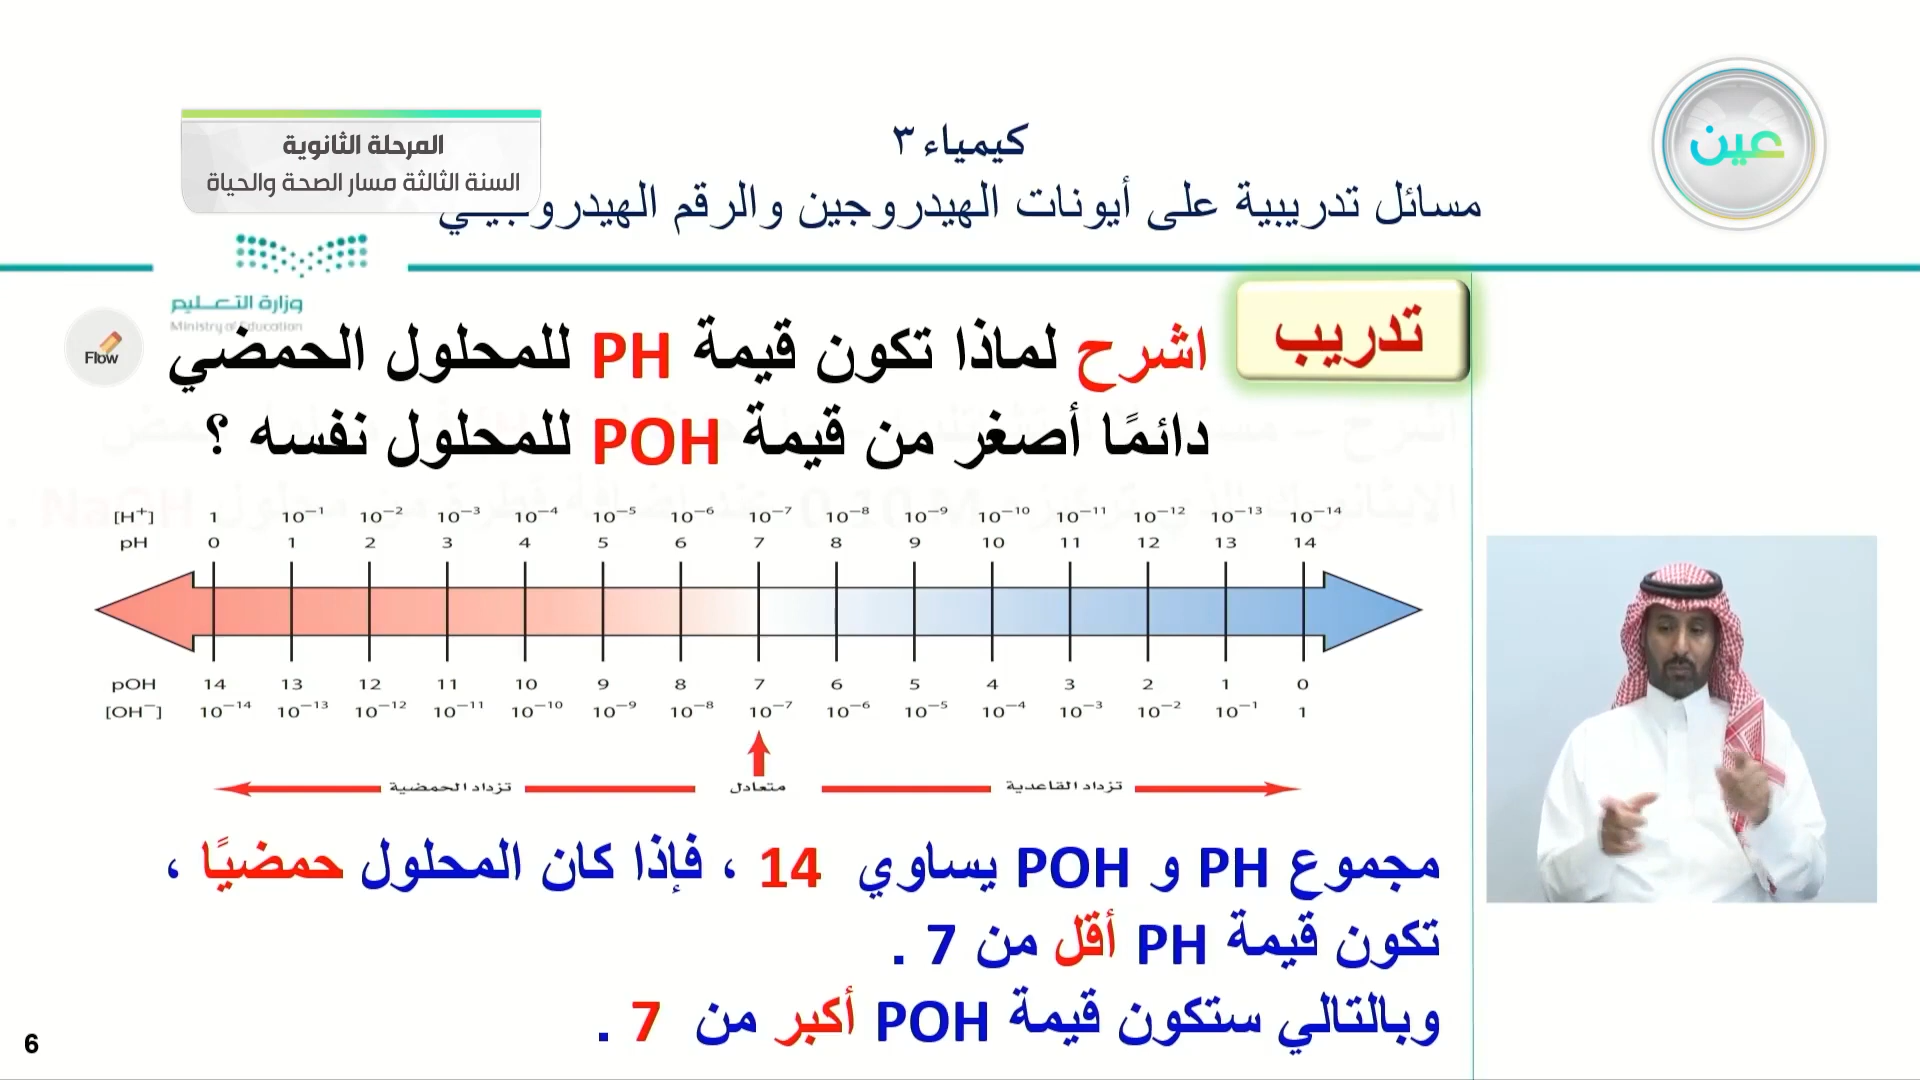 كيمياء ٣
مسائل تدريبية على أيونات الهيدروجين والرقم الهيدروجيني
عين
المرحلة الثانوية
السنة الثالثة مسار الصحة والحياة
وزارة التعليم
Ministry of Education
Flow
تدريب
اشرح لماذا تكون قيمة PH للمحلول الحمضي
دائمًا أصغر من قيمة POH للمحلول نفسه ؟
[H⁺] 1 10⁻¹ 10⁻² 10⁻³ 10⁻⁴ 10⁻⁵ 10⁻⁶ 10⁻⁷ 10⁻⁸ 10⁻⁹ 10⁻¹⁰ 10⁻¹¹ 10⁻¹² 10⁻¹³ 10⁻¹⁴
pH 0 1 2 3 4 5 6 7 8 9 10 11 12 13 14
pOH 14 13 12 11 10 9 8 7 6 5 4 3 2 1 0
[OH⁻] 10⁻¹⁴ 10⁻¹³ 10⁻¹² 10⁻¹¹ 10⁻¹⁰ 10⁻⁹ 10⁻⁸ 10⁻⁷ 10⁻⁶ 10⁻⁵ 10⁻⁴ 10⁻³ 10⁻² 10⁻¹ 1
تزداد القاعدية متعادل تزداد الحمضية
مجموع PH و POH يساوي 14 ، فإذا كان المحلول حمضيًا ،
تكون قيمة PH أقل من 7 .
وبالتالي ستكون قيمة POH أكبر من 7 .
6